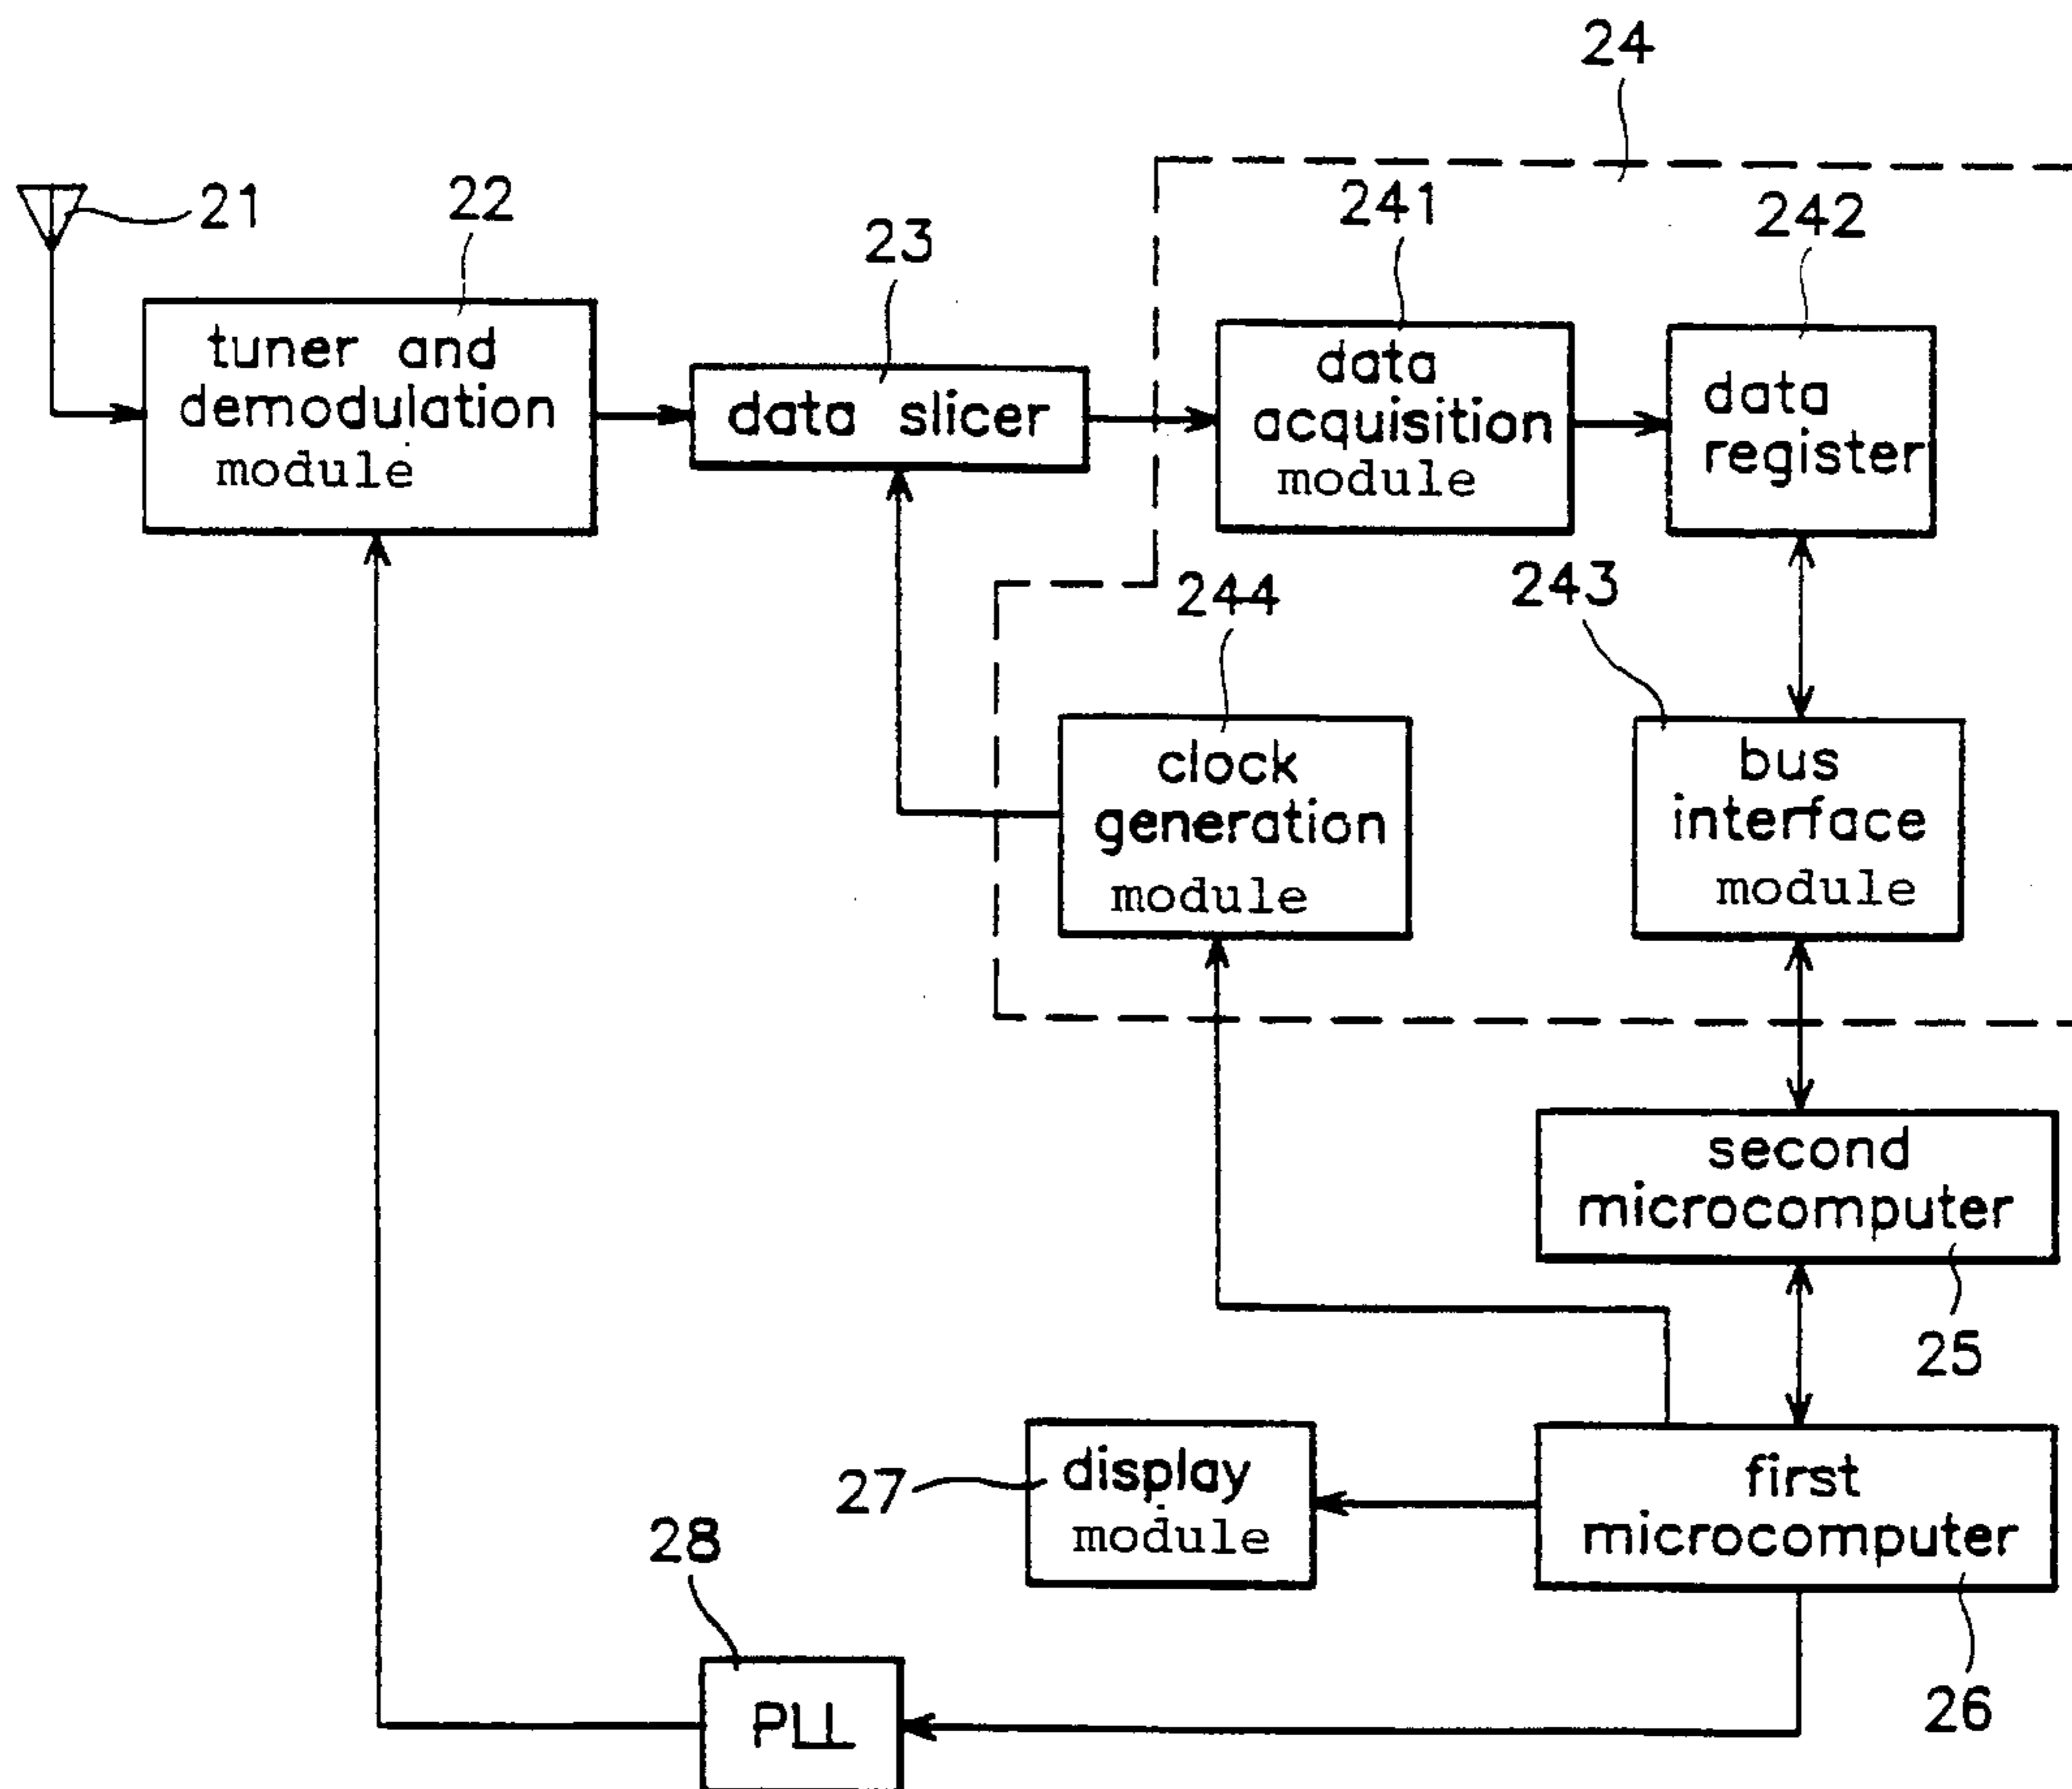 24
21
22
23
241
242
tuner and
demodulation
module
data slicer
data
acquisition
module
data
register
244
243
clock
generation
module
bus
interface
module
second
microcomputer
25
27
display
module
first
microcomputer
28
PLL
26